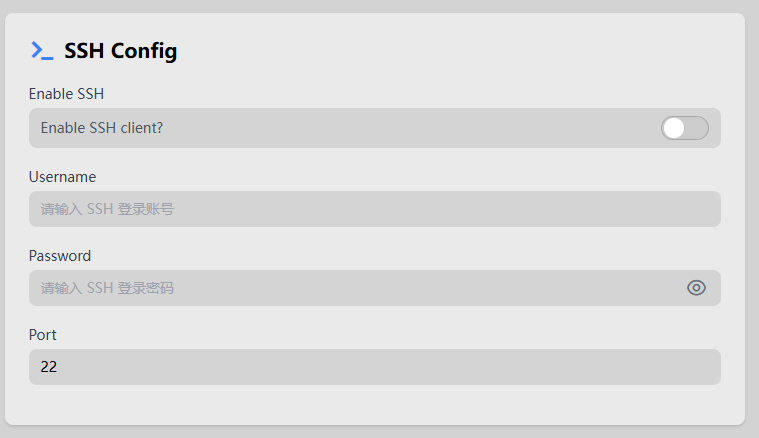 SSH Config
Enable SSH
Enable SSH client?
Username
请输入 SSH 登录账号
Password
请输入 SSH 登录密码
Port
22